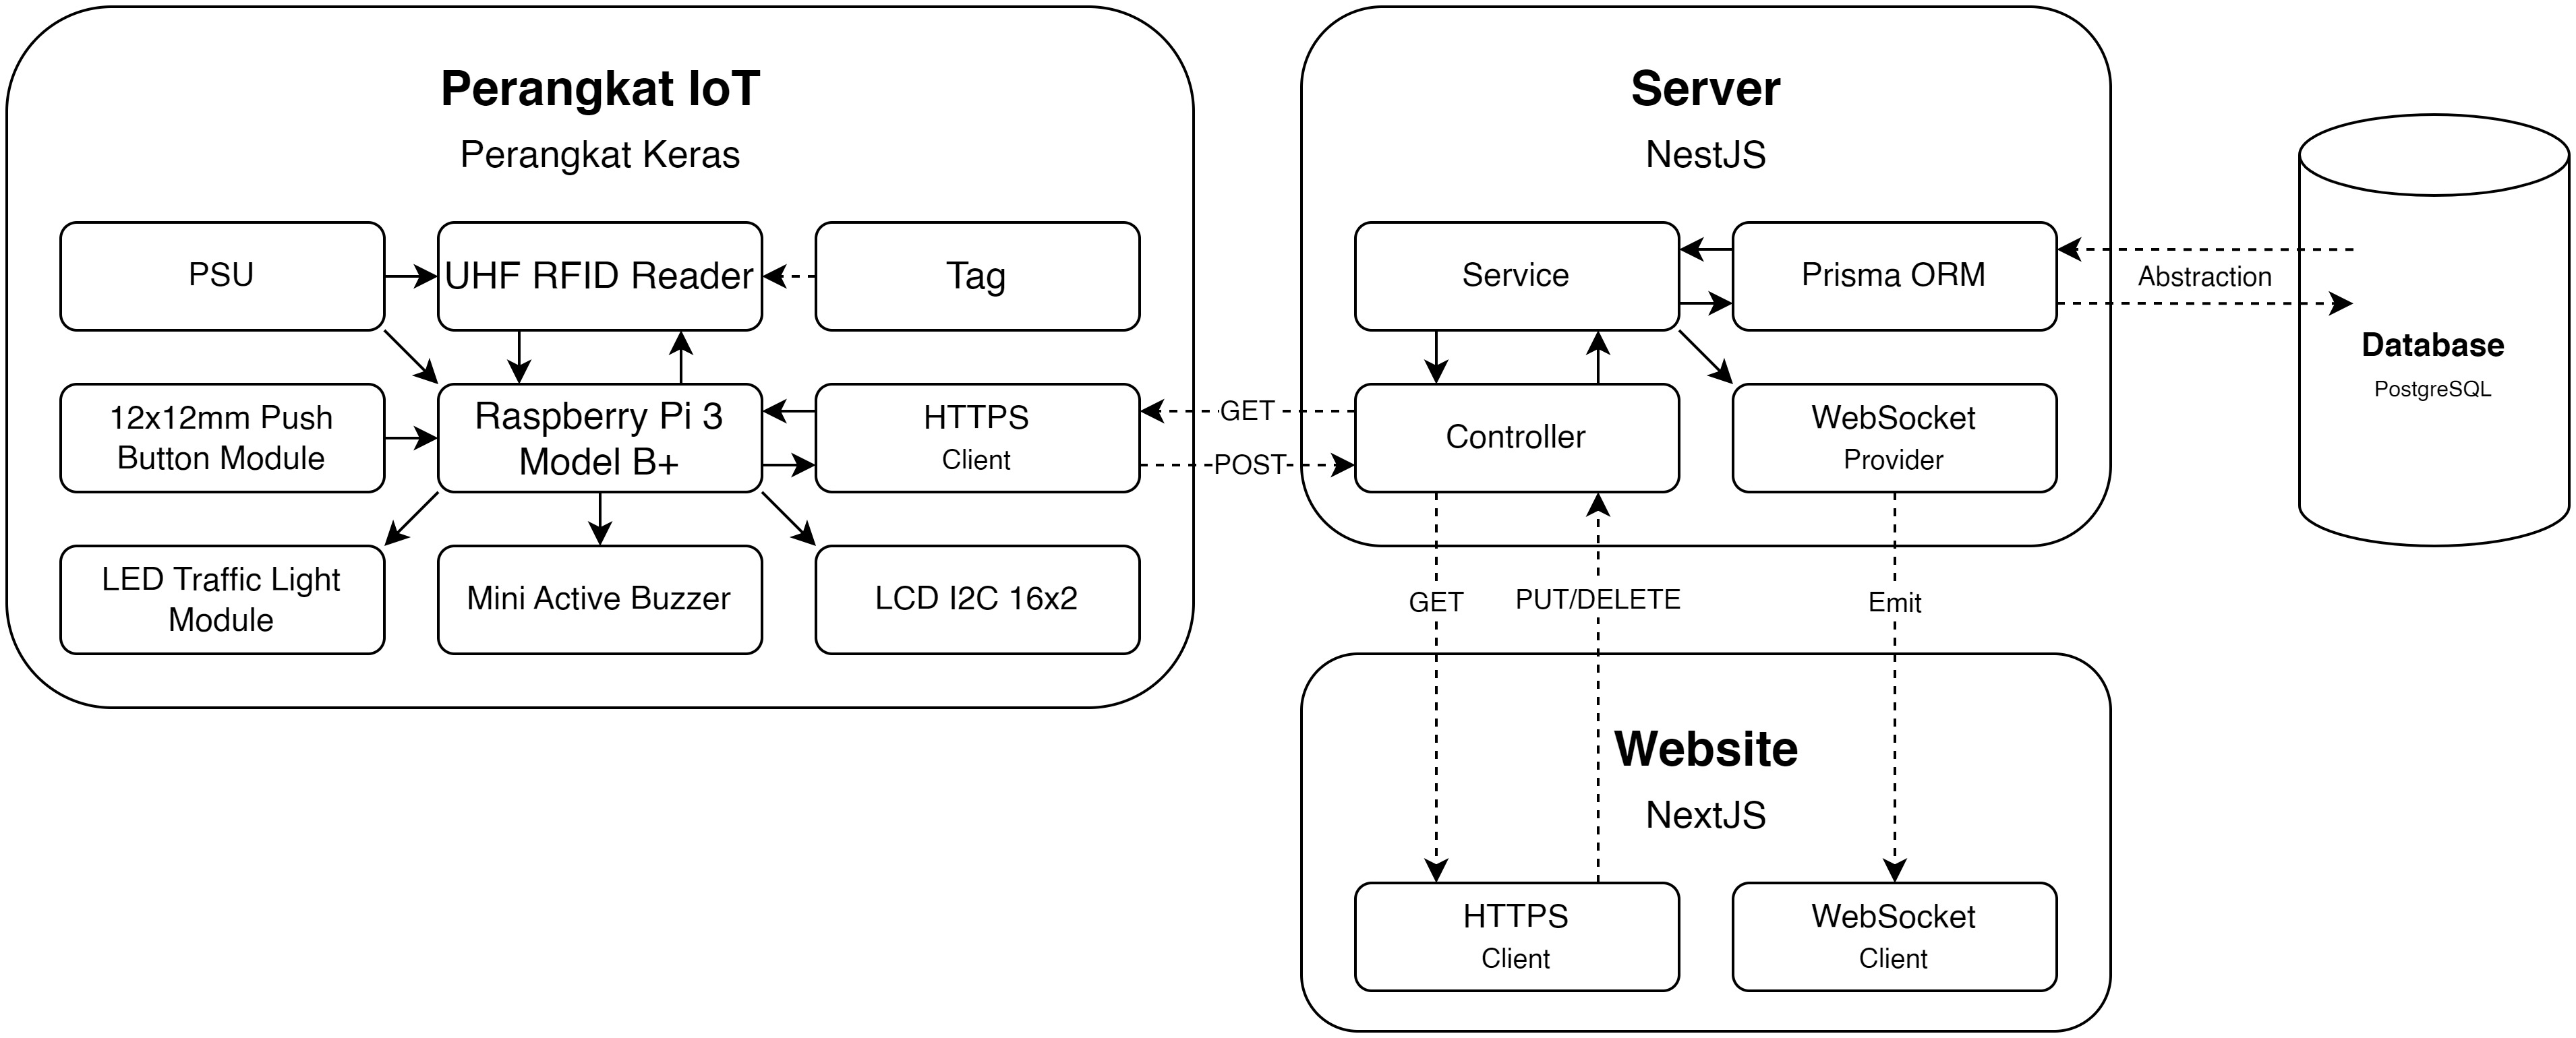 Perangkat IoT
Perangkat Keras
PSU
UHF RFID Reader
Tag
12x12mm Push
Button Module
Raspberry Pi 3
Model B+
HTTPS
Client
LED Traffic Light
Module
Mini Active Buzzer
LCD I2C 16x2
GET
POST
Server
NestJS
Service
Prisma ORM
Controller
WebSocket
Provider
Abstraction
Database
PostgreSQL
GET
PUT/DELETE
Emit
Website
NextJS
HTTPS
Client
WebSocket
Client